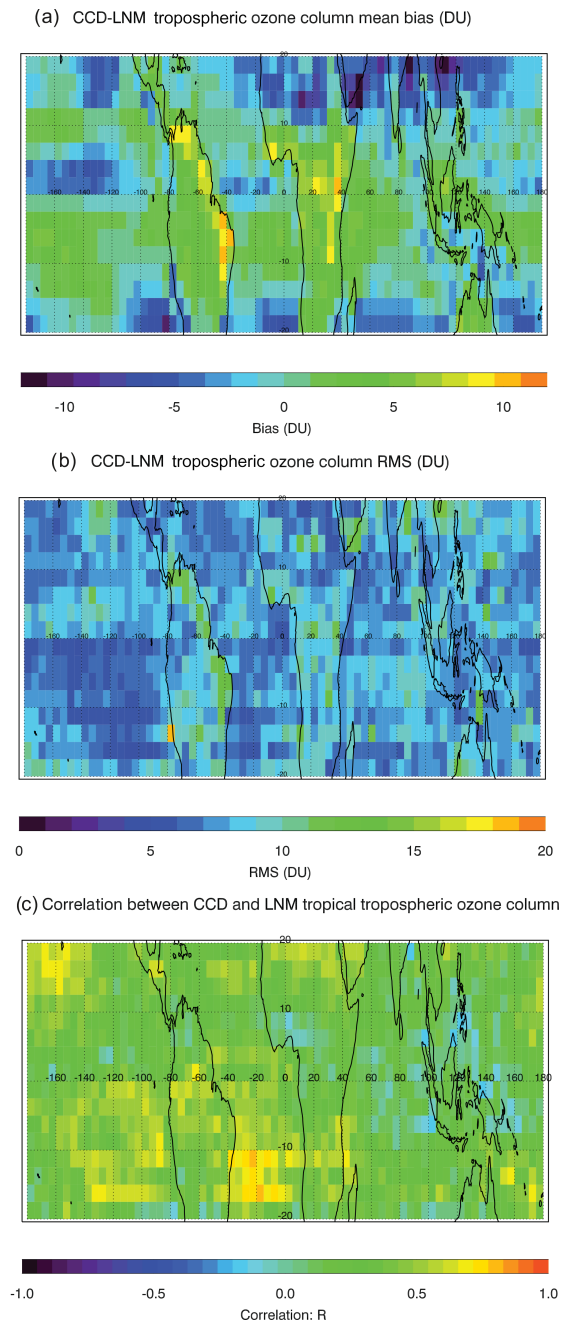 (a) CCD-LNM tropospheric ozone column mean bias (DU)
20
10
-160 -140 -120 -100 -80 -60 -40 -20 0 20 40 60 80 100 120 140 160 180
-10
-20
-10 -5 0 5 10
Bias (DU)
(b) CCD-LNM tropospheric ozone column RMS (DU)
20
10
-160 -140 -120 -100 -80 -60 -40 -20 0 20 40 60 80 100 120 140 160 180
-10
-20
0 5 10 15 20
RMS (DU)
(c) Correlation between CCD and LNM tropical tropospheric ozone column
20
10
-160 -140 -120 -100 -80 -60 -40 -20 0 20 40 60 80 100 120 140 160 180
-10
-20
-1.0 -0.5 0.0 0.5 1.0
Correlation: R